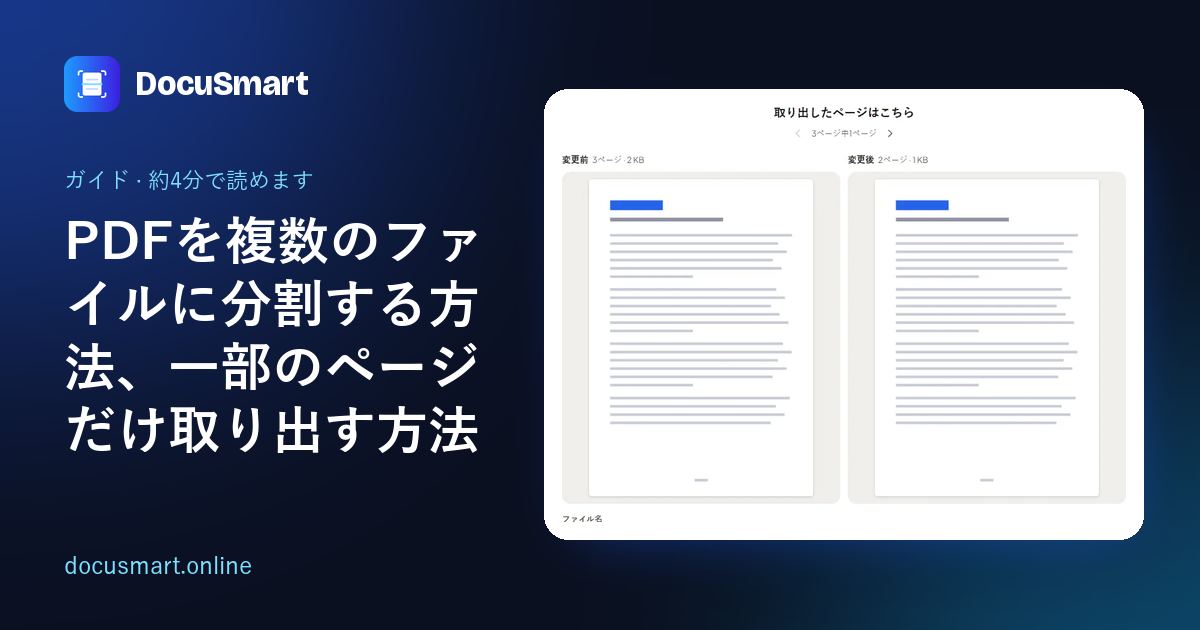 DocuSmart
ガイド · 約4分で読めます
PDFを複数のファ
イルに分割する方
法、一部のページ
だけ取り出す方法
docusmart.online
取り出したページはこちら
3ページ中1ページ
変更前 3ページ · 2 KB
変更後 2ページ · 1 KB
ファイル名